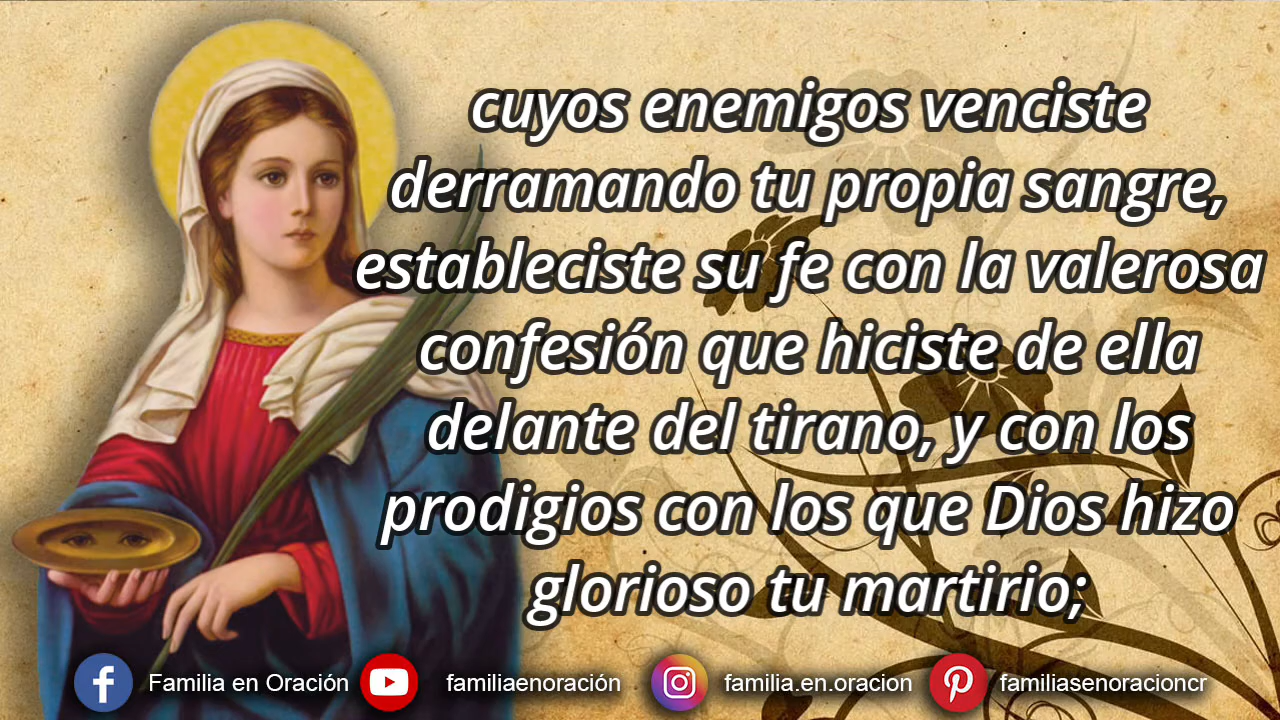 cuyos enemigos venciste
derramando tu propia sangre,
estableciste su fe con la valerosa
confesión que hiciste de ella
delante del tirano, y con los
prodigios con los que Dios hizo
glorioso tu martirio;
Familia en Oración familiaenoración familia.en.oracion familiasenoracioncr